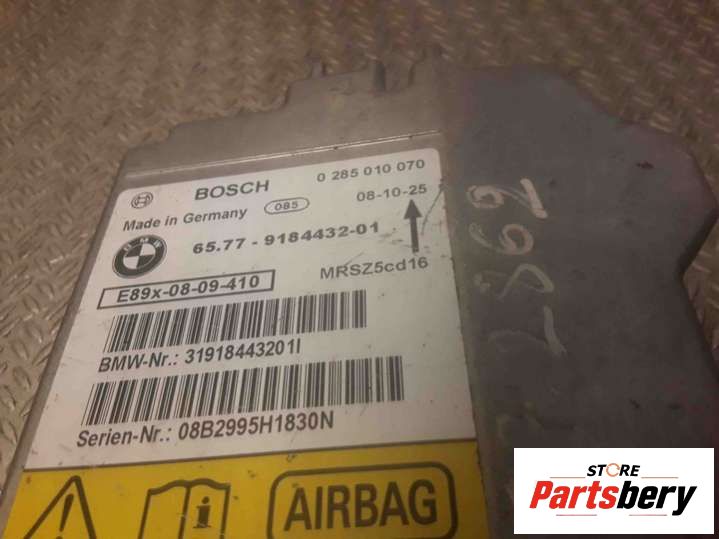 BOSCH 0 285 010 070
Made in Germany 085 08-10-25
BMW
65.77 - 9184432-01
MRSZ5cd16
E89x-08-09-410
BMW-Nr.: 31918443201I
Serien-Nr.: 08B2995H1830N
AIRBAG
STORE
Partsbery